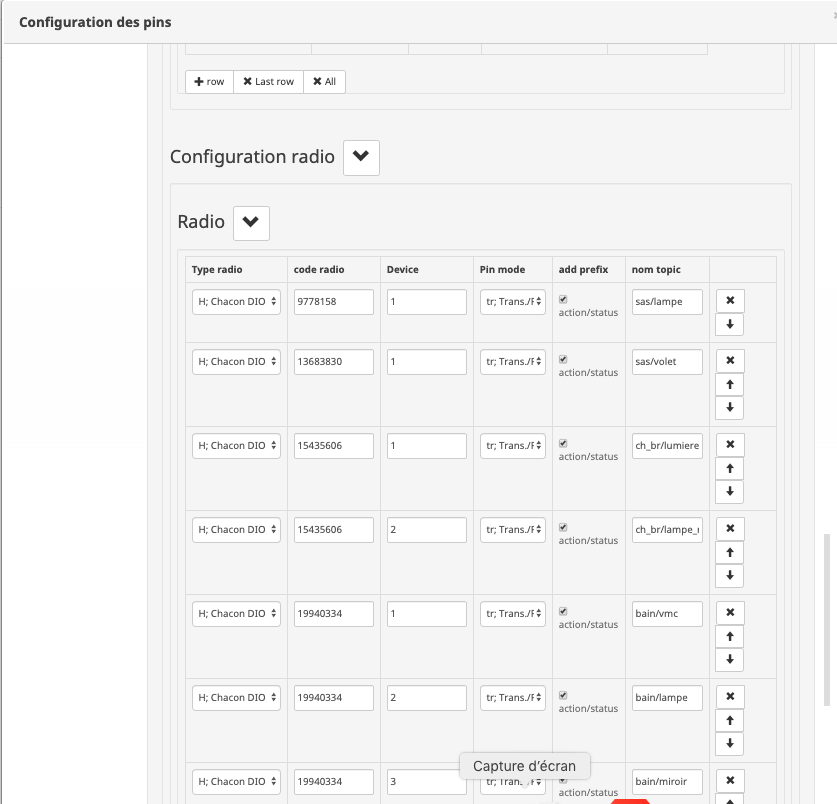 Configuration des pins
row Last row All
Configuration radio
Radio
Type radio code radio Device Pin mode add prefix nom topic
H; Chacon DIO 9778158 1 tr; Trans./ sas/lampe
action/status
H; Chacon DIO 13683830 1 tr; Trans./ sas/volet
action/status
H; Chacon DIO 15435606 1 tr; Trans./ ch_br/lumiere
action/status
H; Chacon DIO 15435606 2 tr; Trans./ ch_br/lampe_
action/status
H; Chacon DIO 19940334 1 tr; Trans./ bain/vmc
action/status
H; Chacon DIO 19940334 2 tr; Trans./ bain/lampe
action/status
Capture d'écran
H; Chacon DIO 19940334 3 tr; Trans./ bain/miroir
action/status